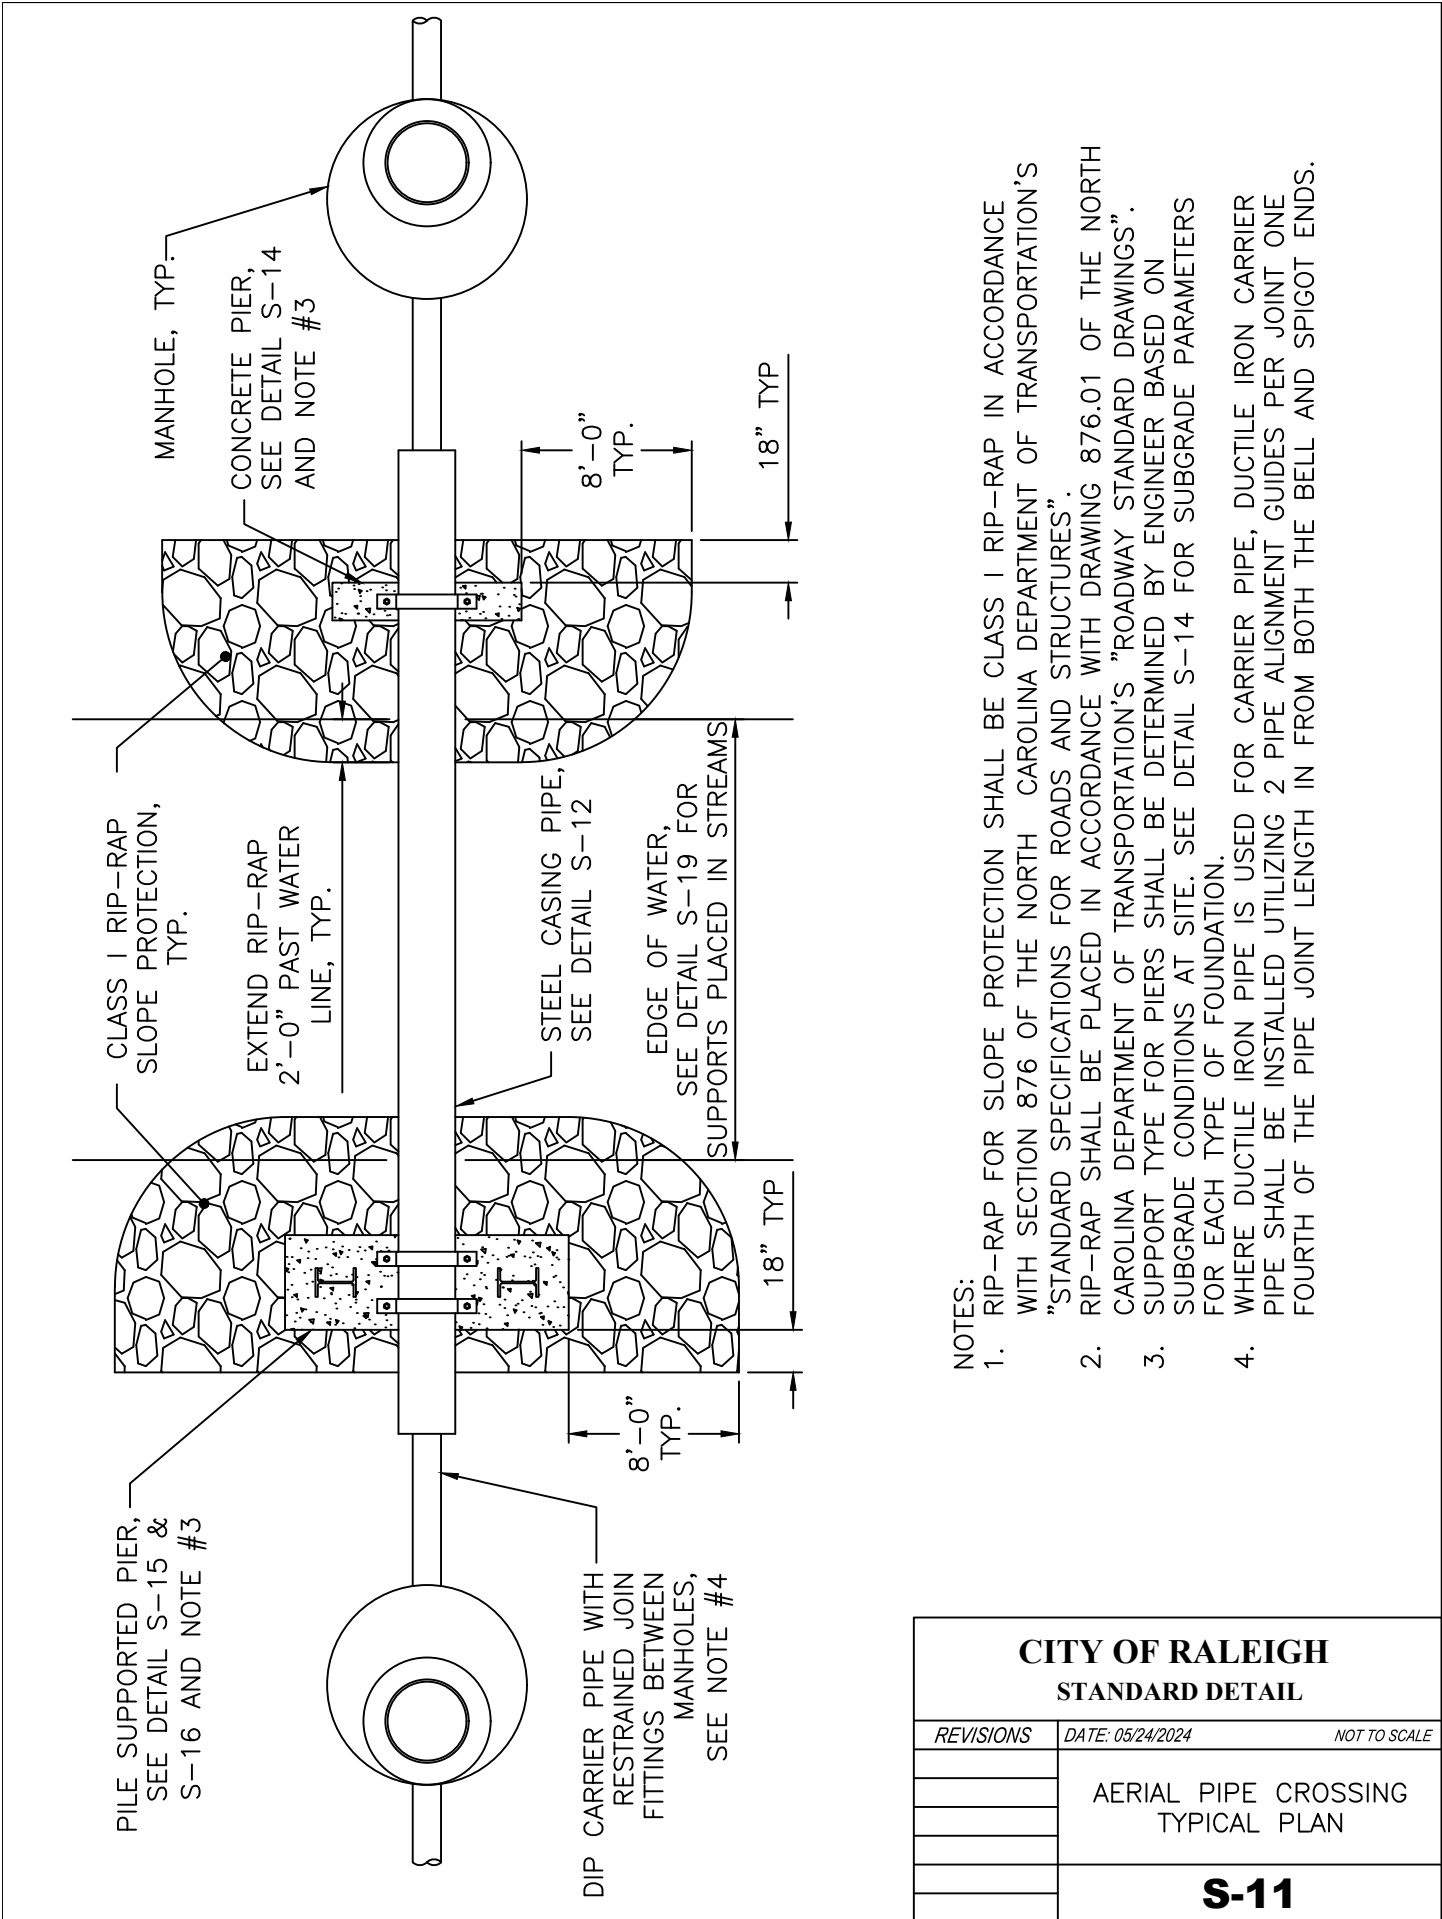 PILE SUPPORTED PIER,
SEE DETAIL S-15 &
S-16 AND NOTE #3
CLASS I RIP-RAP
SLOPE PROTECTION,
TYP.
EXTEND RIP-RAP
2'-0" PAST WATER
LINE, TYP.
MANHOLE, TYP.
CONCRETE PIER,
SEE DETAIL S-14
AND NOTE #3
STEEL CASING PIPE,
SEE DETAIL S-12
DIP CARRIER PIPE WITH
RESTRAINED JOIN
FITTINGS BETWEEN
MANHOLES,
SEE NOTE #4
8'-0"
TYP.
18" TYP
EDGE OF WATER,
SEE DETAIL S-19 FOR
SUPPORTS PLACED IN STREAMS
8'-0"
TYP.
18" TYP
NOTES:
1. RIP-RAP FOR SLOPE PROTECTION SHALL BE CLASS I RIP-RAP IN ACCORDANCE
WITH SECTION 876 OF THE NORTH CAROLINA DEPARTMENT OF TRANSPORTATION'S
"STANDARD SPECIFICATIONS FOR ROADS AND STRUCTURES".
2. RIP-RAP SHALL BE PLACED IN ACCORDANCE WITH DRAWING 876.01 OF THE NORTH
CAROLINA DEPARTMENT OF TRANSPORTATION'S "ROADWAY STANDARD DRAWINGS".
3. SUPPORT TYPE FOR PIERS SHALL BE DETERMINED BY ENGINEER BASED ON
SUBGRADE CONDITIONS AT SITE. SEE DETAIL S-14 FOR SUBGRADE PARAMETERS
FOR EACH TYPE OF FOUNDATION.
4. WHERE DUCTILE IRON PIPE IS USED FOR CARRIER PIPE, DUCTILE IRON CARRIER
PIPE SHALL BE INSTALLED UTILIZING 2 PIPE ALIGNMENT GUIDES PER JOINT ONE
FOURTH OF THE PIPE JOINT LENGTH IN FROM BOTH THE BELL AND SPIGOT ENDS.
CITY OF RALEIGH
STANDARD DETAIL
REVISIONS DATE: 05/24/2024 NOT TO SCALE
AERIAL PIPE CROSSING
TYPICAL PLAN
S-11